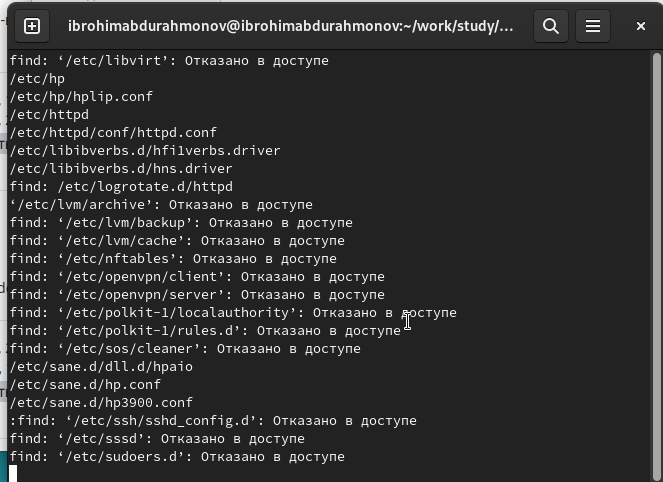 ibrohimabdurahmonov@ibrohimabdurahmonov:~/work/study/...
find: ‘/etc/libvirt’: Отказано в доступе
/etc/hp
/etc/hp/hplip.conf
/etc/httpd
/etc/httpd/conf/httpd.conf
/etc/libibverbs.d/hfi1verbs.driver
/etc/libibverbs.d/hns.driver
find: /etc/logrotate.d/httpd
‘/etc/lvm/archive’: Отказано в доступе
find: ‘/etc/lvm/backup’: Отказано в доступе
find: ‘/etc/lvm/cache’: Отказано в доступе
find: ‘/etc/nftables’: Отказано в доступе
find: ‘/etc/openvpn/client’: Отказано в доступе
find: ‘/etc/openvpn/server’: Отказано в доступе
find: ‘/etc/polkit-1/localauthority’: Отказано в доступе
find: ‘/etc/polkit-1/rules.d’: Отказано в доступе
find: ‘/etc/sos/cleaner’: Отказано в доступе
/etc/sane.d/dll.d/hpaio
/etc/sane.d/hp.conf
/etc/sane.d/hp3900.conf
:find: ‘/etc/ssh/sshd_config.d’: Отказано в доступе
find: ‘/etc/sssd’: Отказано в доступе
find: ‘/etc/sudoers.d’: Отказано в доступе